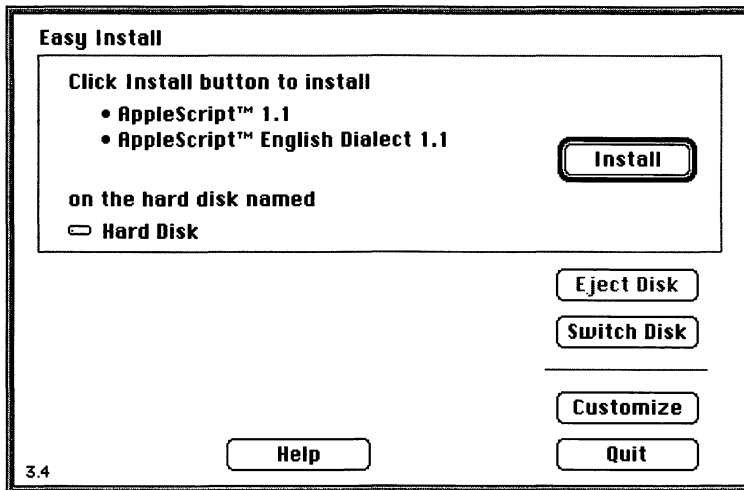 Easy Install
Click Install button to install
• AppleScript™ 1.1
• AppleScript™ English Dialect 1.1
Install
on the hard disk named
Hard Disk
Eject Disk
Switch Disk
Customize
Help
Quit
3.4